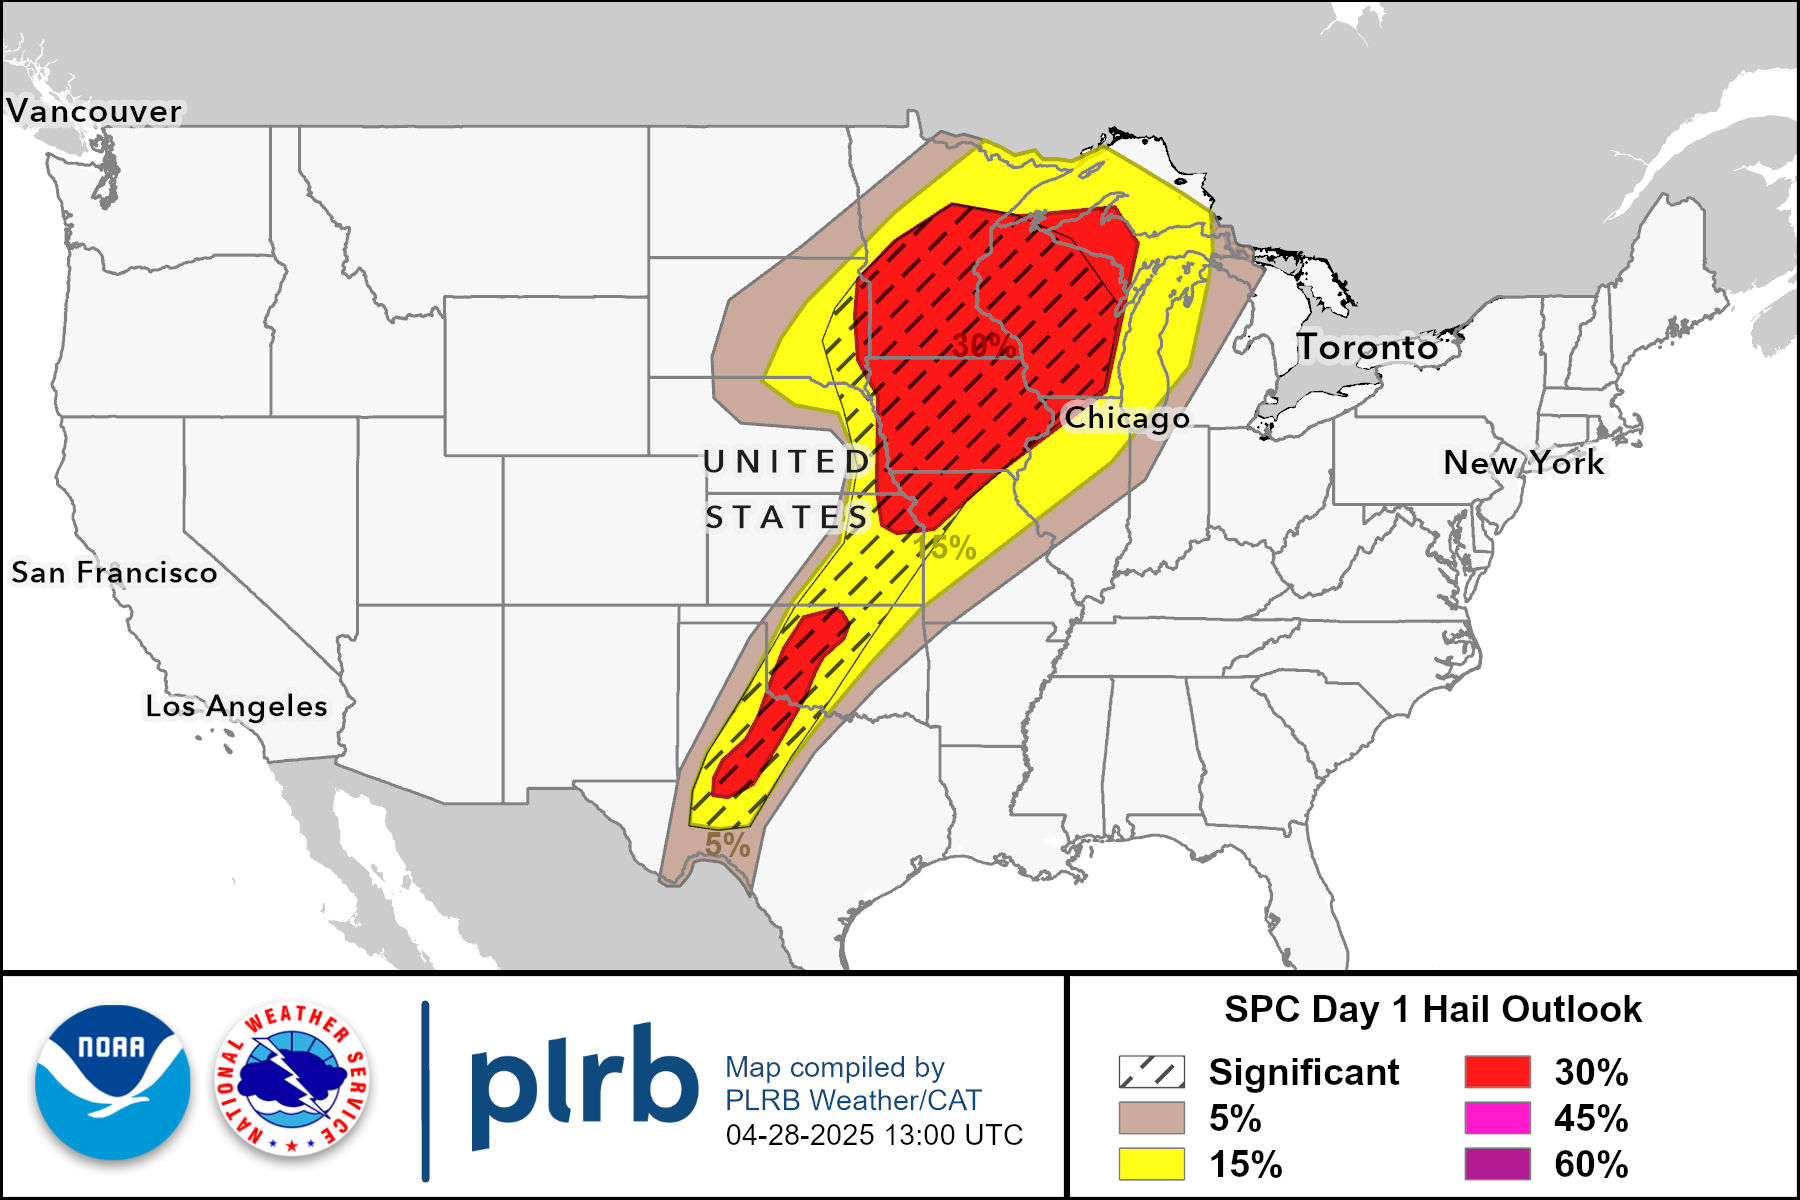 Vancouver
30%
Toronto
Chicago
UNITED
New York
STATES
15%
San Francisco
Los Angeles
5%
NOAA
NATIONAL WEATHER SERVICE
plrb
Map compiled by
PLRB Weather/CAT
04-28-2025 13:00 UTC
SPC Day 1 Hail Outlook
Significant
30%
5%
45%
15%
60%